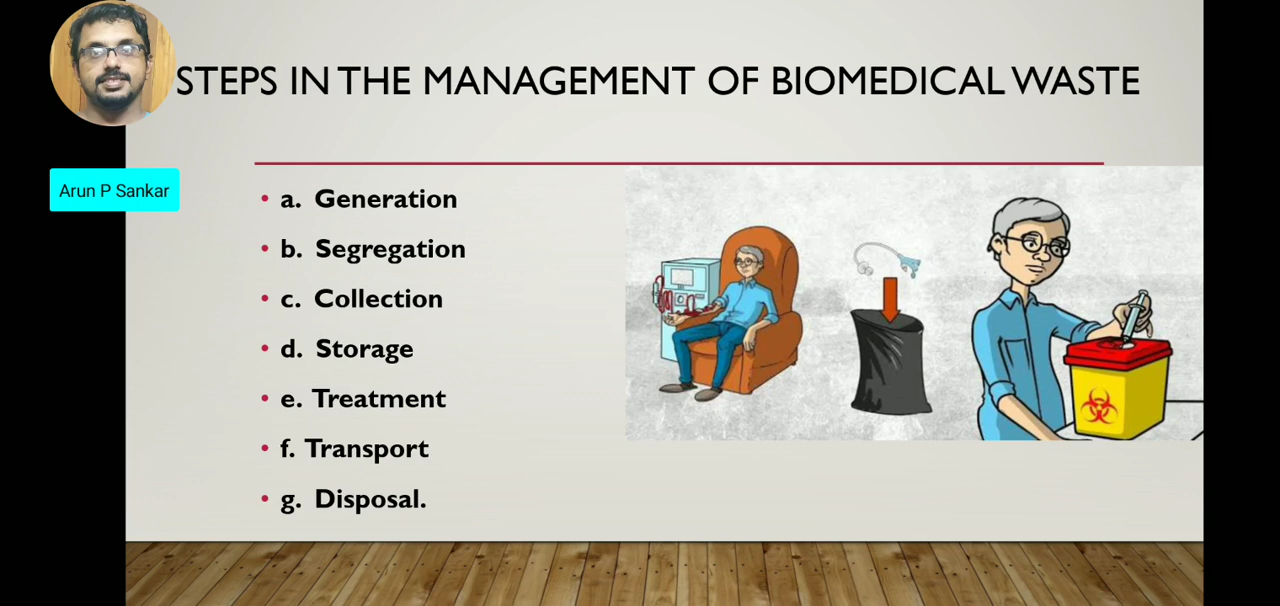 STEPS IN THE MANAGEMENT OF BIOMEDICAL WASTE
Arun P Sankar
• a. Generation
• b. Segregation
• c. Collection
• d. Storage
• e. Treatment
• f. Transport
• g. Disposal.